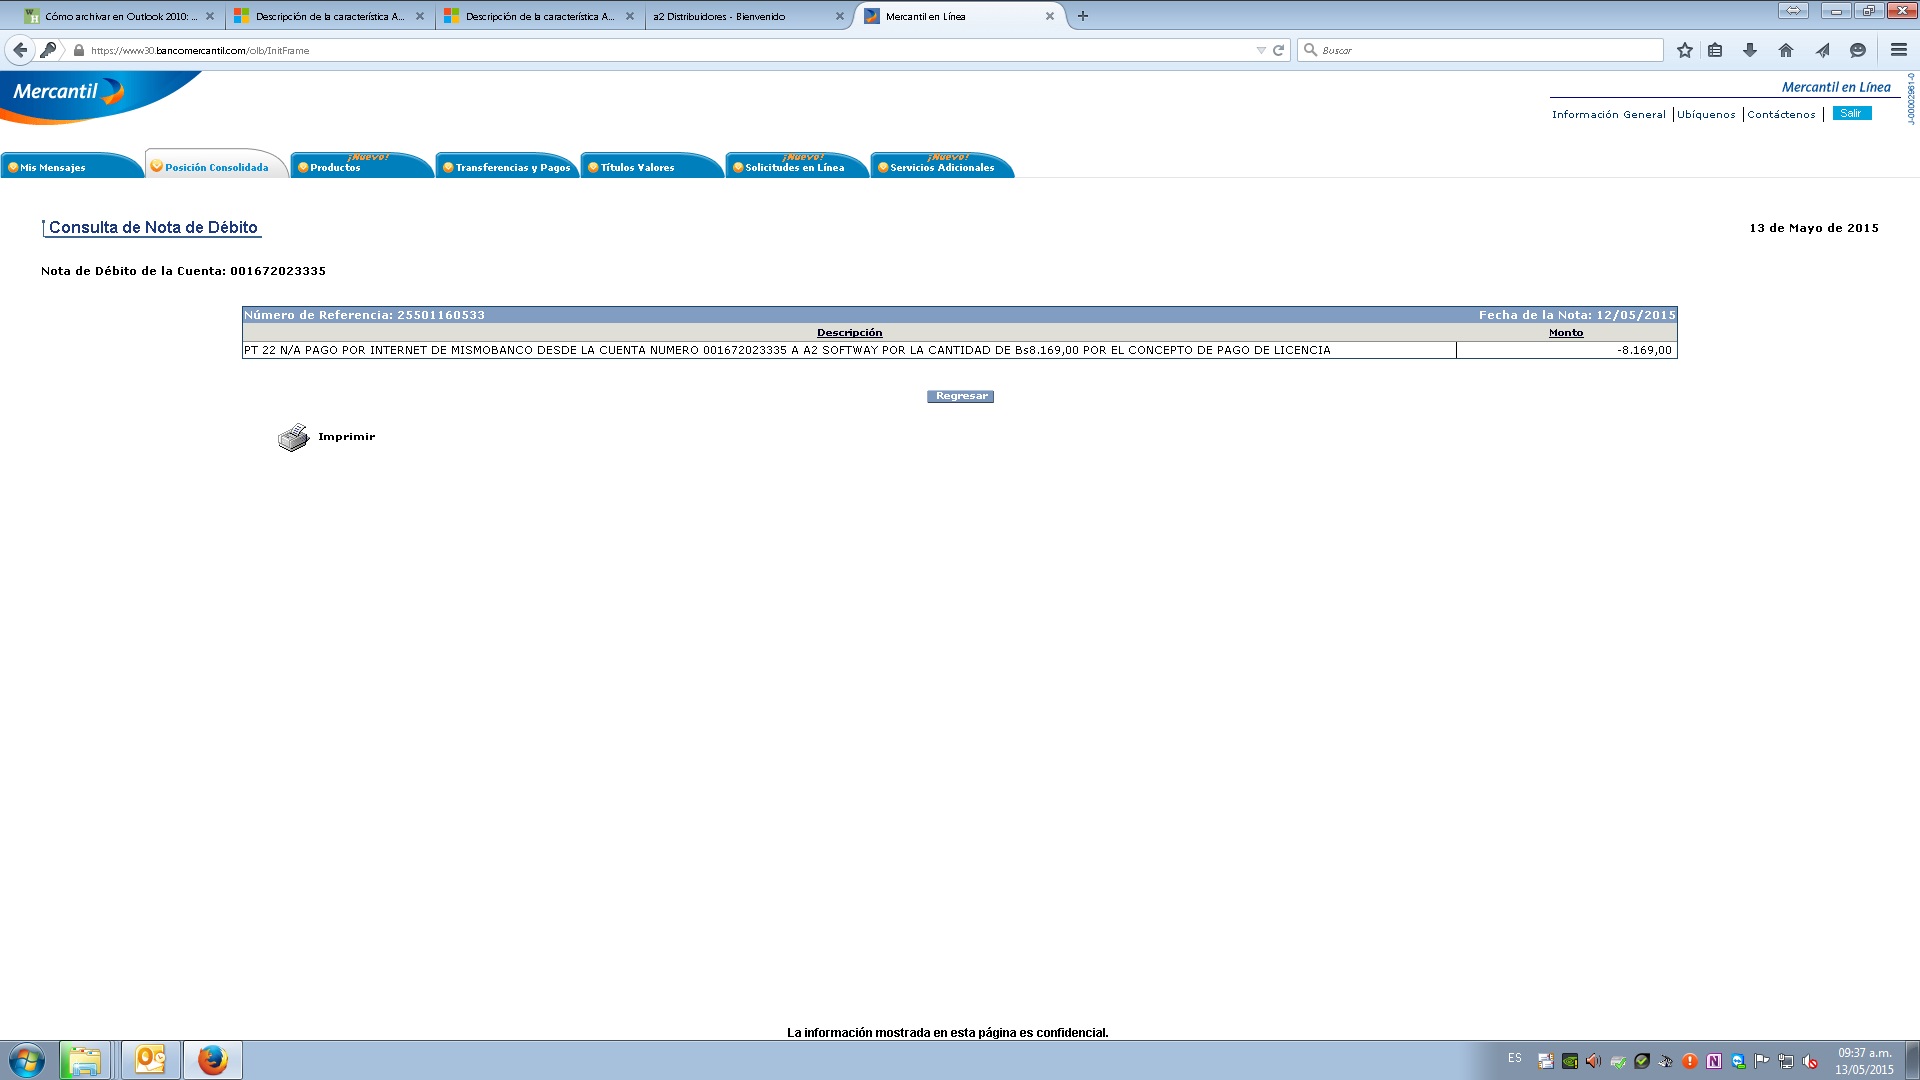 Cómo archivar en Outlook 2010: ...
Descripción de la característica A...
Descripción de la característica A...
a2 Distribuidores - Bienvenido
Mercantil en Línea
https://www30.bancomercantil.com/olb/InitFrame
Buscar
Mercantil
Mercantil en Línea
J-00002961-0
Información General
Ubíquenos
Contáctenos
Salir
Mis Mensajes
Posición Consolidada
¡Nuevo!
Productos
Transferencias y Pagos
Títulos Valores
¡Nuevo!
Solicitudes en Línea
¡Nuevo!
Servicios Adicionales
Consulta de Nota de Débito
13 de Mayo de 2015
Nota de Débito de la Cuenta: 001672023335
Número de Referencia: 25501160533
Fecha de la Nota: 12/05/2015
Descripción
Monto
PT 22 N/A PAGO POR INTERNET DE MISMOBANCO DESDE LA CUENTA NUMERO 001672023335 A A2 SOFTWAY POR LA CANTIDAD DE Bs8.169,00 POR EL CONCEPTO DE PAGO DE LICENCIA
-8.169,00
Regresar
Imprimir
La información mostrada en esta página es confidencial.
ES
09:37 a.m.
13/05/2015